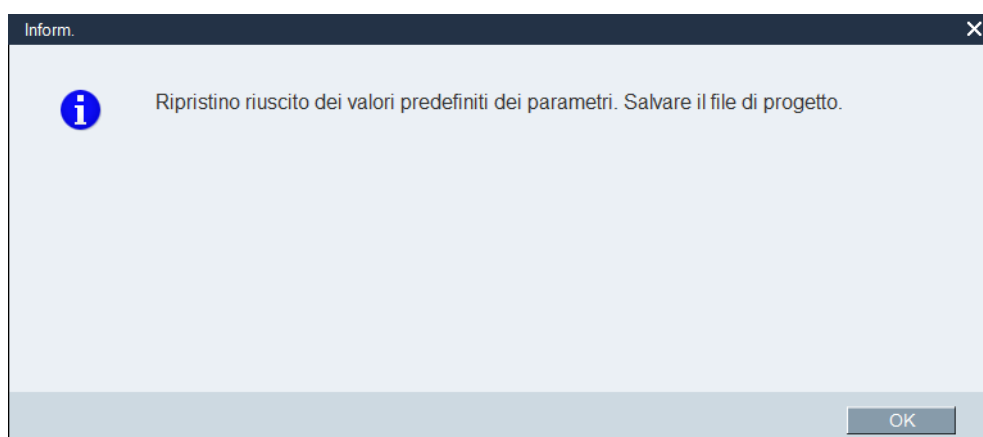 Inform.
Ripristino riuscito dei valori predefiniti dei parametri. Salvare il file di progetto.
OK